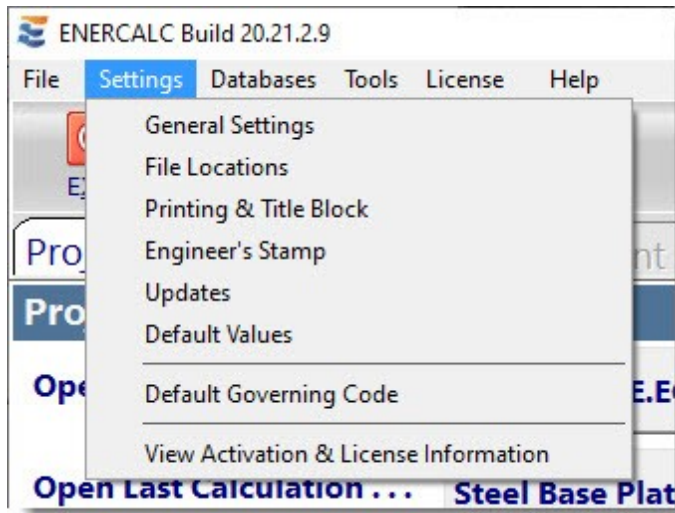 ENERCALC Build 20.21.2.9
File Settings Databases Tools License Help
General Settings
File Locations
Printing & Title Block
Engineer's Stamp
Updates
Default Values
Default Governing Code
View Activation & License Information
Open Last Calculation . . . Steel Base Plat